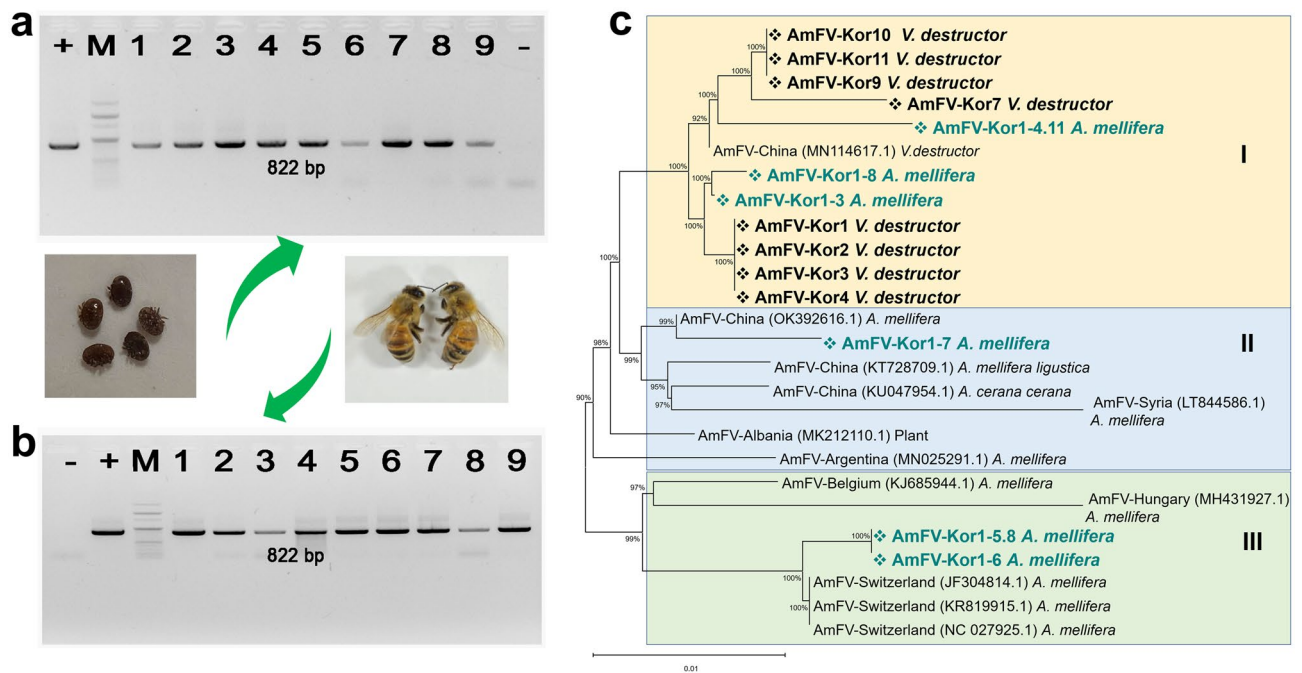 a
+ M 1 2 3 4 5 6 7 8 9 -
822 bp
b
- + M 1 2 3 4 5 6 7 8 9
822 bp
c
100%
AmFV-Kor10 V. destructor
AmFV-Kor11 V. destructor
AmFV-Kor9 V. destructor
100%
AmFV-Kor7 V. destructor
100%
AmFV-Kor1-4.11 A. mellifera
92%
AmFV-China (MN114617.1) V.destructor
I
100%
AmFV-Kor1-8 A. mellifera
100%
AmFV-Kor1-3 A. mellifera
100%
AmFV-Kor1 V. destructor
AmFV-Kor2 V. destructor
100%
AmFV-Kor3 V. destructor
AmFV-Kor4 V. destructor
100%
AmFV-China (OK392616.1) A. mellifera
99%
AmFV-Kor1-7 A. mellifera
II
98%
99%
AmFV-China (KT728709.1) A. mellifera ligustica
95%
AmFV-China (KU047954.1) A. cerana cerana
97%
AmFV-Syria (LT844586.1)
A. mellifera
90%
AmFV-Albania (MK212110.1) Plant
AmFV-Argentina (MN025291.1) A. mellifera
97%
AmFV-Belgium (KJ685944.1) A. mellifera
AmFV-Hungary (MH431927.1)
A. mellifera
99%
100%
AmFV-Kor1-5.8 A. mellifera
III
AmFV-Kor1-6 A. mellifera
100%
AmFV-Switzerland (JF304814.1) A. mellifera
100%
AmFV-Switzerland (KR819915.1) A. mellifera
AmFV-Switzerland (NC 027925.1) A. mellifera
0.01